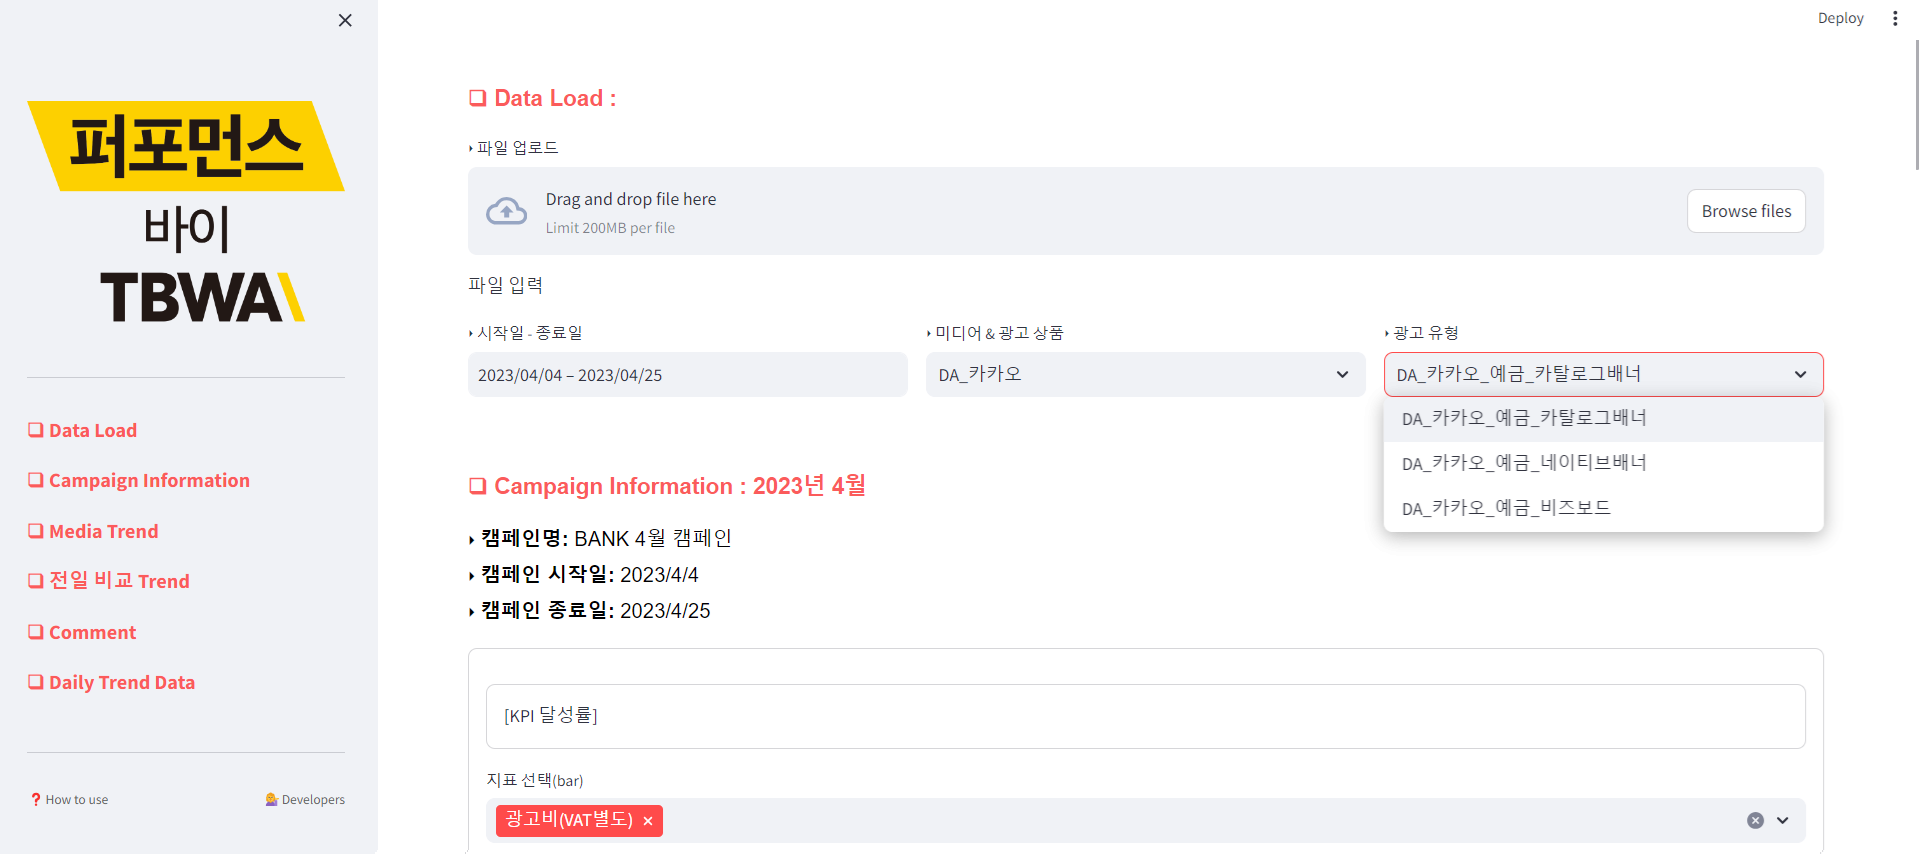 퍼포먼스
바이
TBWA\
❑ Data Load
❑ Campaign Information
❑ Media Trend
❑ 전일 비교 Trend
❑ Comment
❑ Daily Trend Data
❓ How to use
Developers
Deploy
❑ Data Load :
파일 업로드
Drag and drop file here
Limit 200MB per file
Browse files
파일 입력
시작일 - 종료일
2023/04/04 – 2023/04/25
미디어 & 광고 상품
DA_카카오
광고 유형
DA_카카오_예금_카탈로그배너
DA_카카오_예금_카탈로그배너
DA_카카오_예금_네이티브배너
DA_카카오_예금_비즈보드
❑ Campaign Information : 2023년 4월
캠페인명: BANK 4월 캠페인
캠페인 시작일: 2023/4/4
캠페인 종료일: 2023/4/25
[KPI 달성률]
지표 선택(bar)
광고비(VAT별도)